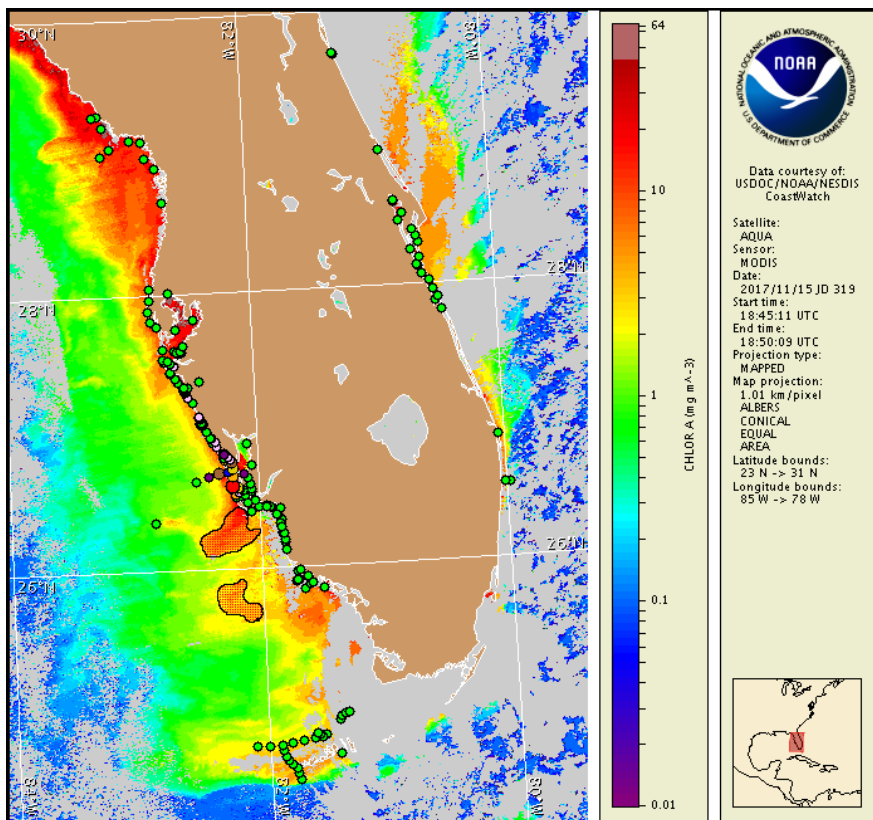 30°N
82°W
80°W
28°N
28°N
26°N
26°N
84°W
82°W
80°W
64
10
1
0.1
0.01
CHLOR A (mg m^-3)
NATIONAL OCEANIC AND ATMOSPHERIC ADMINISTRATION
NOAA
U.S. DEPARTMENT OF COMMERCE
Data courtesy of:
USDOC/NOAA/NESDIS
CoastWatch
Satellite:
AQUA
Sensor:
MODIS
Date:
2017/11/15 JD 319
Start time:
18:45:11 UTC
End time:
18:50:09 UTC
Projection type:
MAPPED
Map projection:
1.01 km/pixel
ALBERS
CONICAL
EQUAL
AREA
Latitude bounds:
23 N -> 31 N
Longitude bounds:
85 W -> 78 W